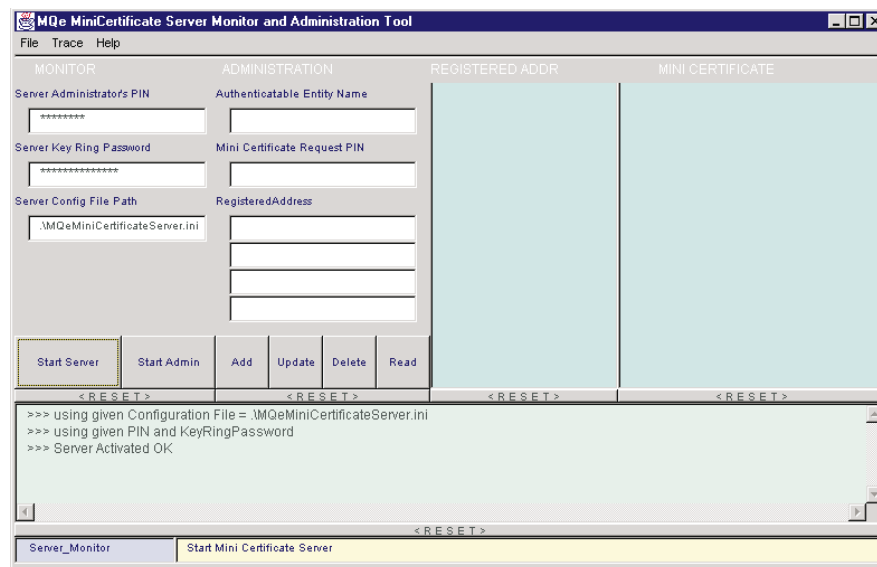 MQe MiniCertificate Server Monitor and Administration Tool
File Trace Help
MONITOR ADMINISTRATION REGISTERED ADDR MINI CERTIFICATE
Server Administrator's PIN Authenticatable Entity Name
********
Server Key Ring Password Mini Certificate Request PIN
**************
Server Config File Path RegisteredAddress
.\MQeMiniCertificateServer.ini
Start Server Start Admin Add Update Delete Read
<RESET> <RESET> <RESET> <RESET>
>>> using given Configuration File = .\MQeMiniCertificateServer.ini
>>> using given PIN and KeyRingPassword
>>> Server Activated OK
<RESET>
Server_Monitor Start Mini Certificate Server